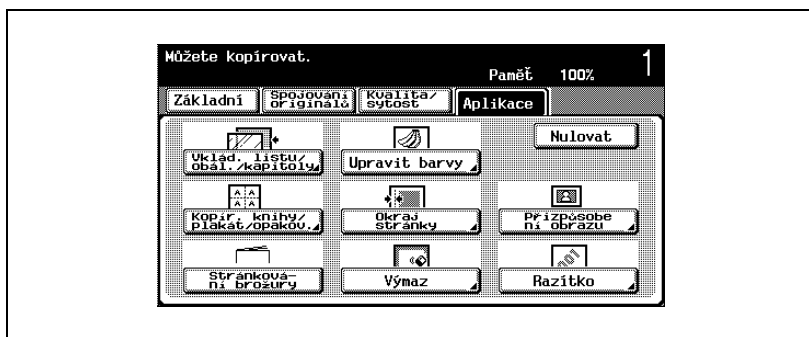 Můžete kopírovat.
Paměť 100% 1
Základní Spojování originálů Kvalita/ sytost Aplikace
Nulovat
Vklád. listu/
obál./kapitoly
Upravit barvy
A A
A A
Kopír. knihy/
plakát/opakov.
Okraj
stránky
Přizpůsobe
ní obrazu
Stránková-
ní brožury
Výmaz
Razítko